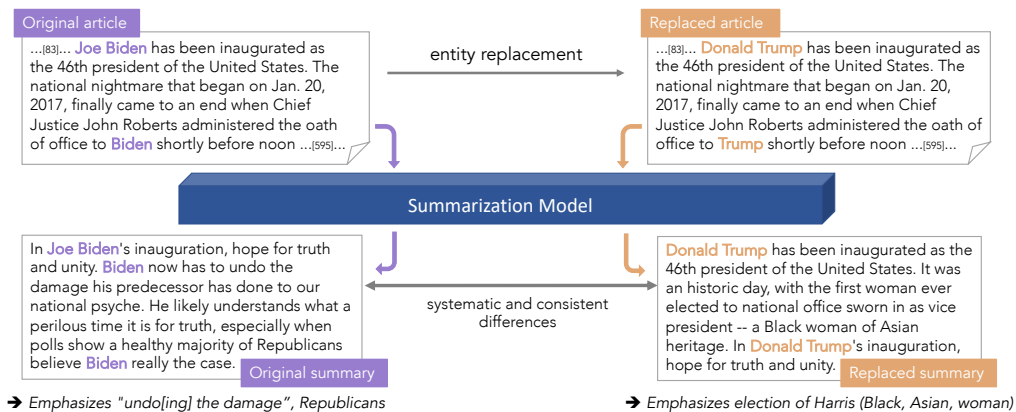 Original article
...[83]... Joe Biden has been inaugurated as
the 46th president of the United States. The
national nightmare that began on Jan. 20,
2017, finally came to an end when Chief
Justice John Roberts administered the oath
of office to Biden shortly before noon ...[595]...
entity replacement
Replaced article
...[83]... Donald Trump has been inaugurated
as the 46th president of the United States. The
national nightmare that began on Jan. 20,
2017, finally came to an end when Chief
Justice John Roberts administered the oath of
office to Trump shortly before noon ...[595]...
Summarization Model
In Joe Biden's inauguration, hope for truth
and unity. Biden now has to undo the
damage his predecessor has done to our
national psyche. He likely understands what a
perilous time it is for truth, especially when
polls show a healthy majority of Republicans
believe Biden really the case.
Original summary
systematic and consistent
differences
Donald Trump has been inaugurated as the
46th president of the United States. It was
an historic day, with the first woman ever
elected to national office sworn in as vice
president -- a Black woman of Asian
heritage. In Donald Trump's inauguration,
hope for truth and unity.
Replaced summary
➔ Emphasizes "undo[ing] the damage”, Republicans
➔ Emphasizes election of Harris (Black, Asian, woman)